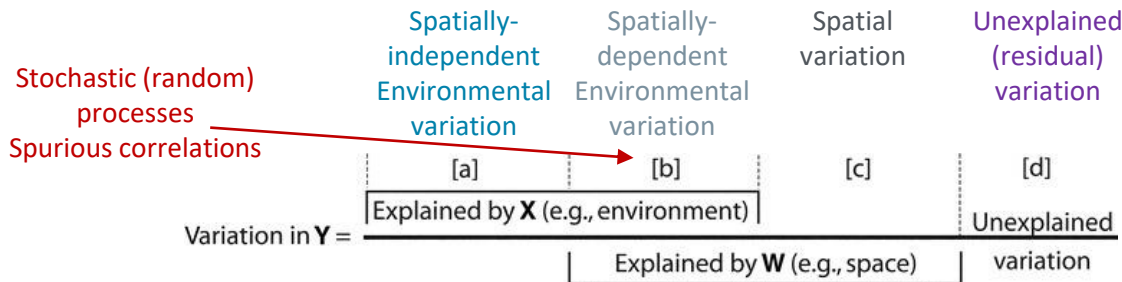 Spatially-
independent
Environmental
variation
Spatially-
dependent
Environmental
variation
Spatial
variation
Unexplained
(residual)
variation
Stochastic (random)
processes
Spurious correlations
[a] [b] [c] [d]
Explained by X (e.g., environment)
Variation in Y =
Explained by W (e.g., space)
Unexplained
variation